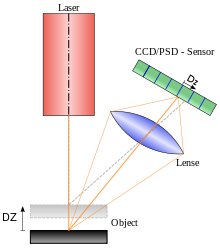 Laser
CCD/PSD - Sensor
Dz
Lense
DZ
Object